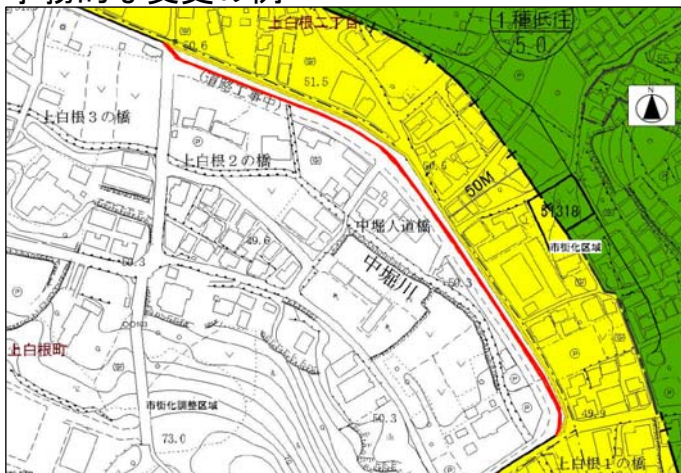 上白根二丁目
1種低住
5.0
60.6
51.5
(道路工事中)
N
上白根3の橋
上白根2の橋
50M
51318
中堀人道橋
市街化区域
49.6
中堀川
50.3
上白根町
市街化調整区域
50.3
49.9
73.0
上白根1の橋